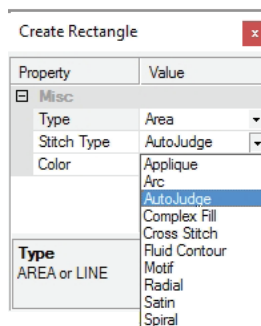 Create Rectangle
x
Property Value
Misc
Type Area
Stitch Type AutoJudge
Color Applique
Arc
AutoJudge
Complex Fill
Cross Stitch
Fluid Contour
Motif
Radial
Satin
Spiral
Type
AREA or LINE